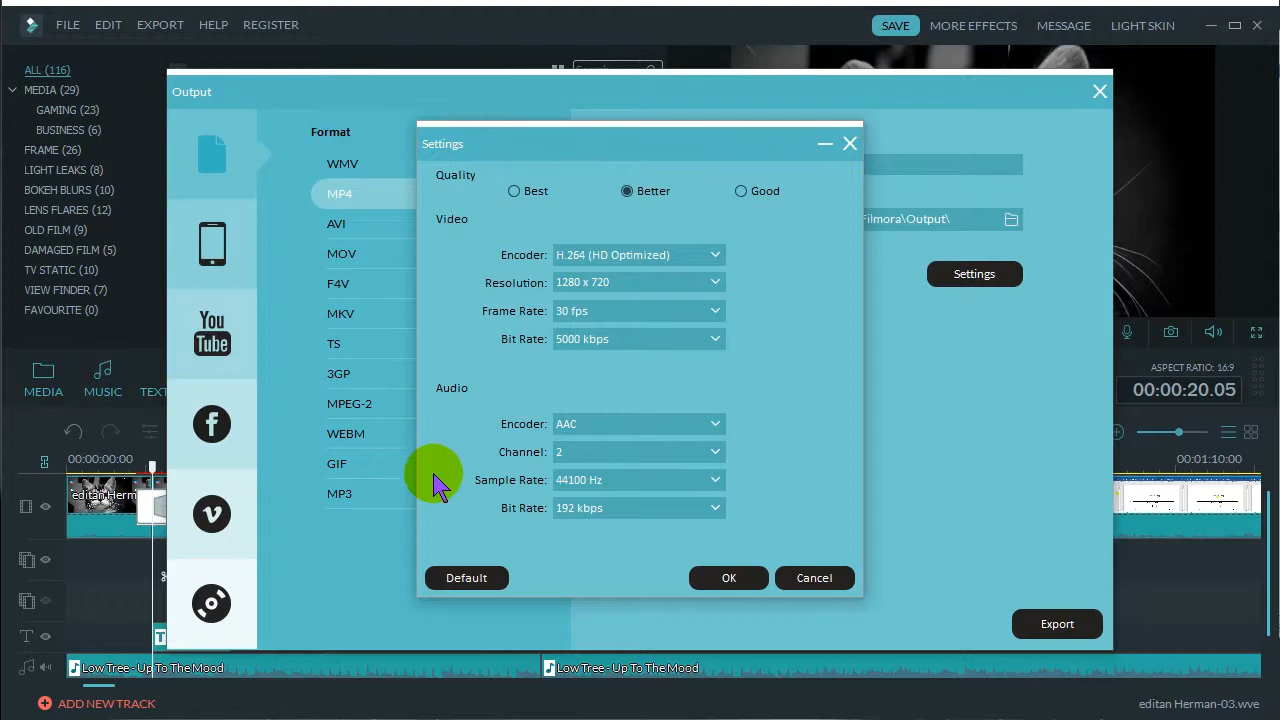 FILE EDIT EXPORT HELP REGISTER SAVE MORE EFFECTS MESSAGE LIGHT SKIN
ALL (116)
MEDIA (29)
GAMING (23)
BUSINESS (6)
FRAME (26)
LIGHT LEAKS (8)
BOKEH BLURS (10)
LENS FLARES (12)
OLD FILM (9)
DAMAGED FILM (5)
TV STATIC (10)
VIEW FINDER (7)
FAVOURITE (0)
MEDIA MUSIC TEXT
Output
You
Tube
Format
WMV
MP4
AVI
MOV
F4V
MKV
TS
3GP
MPEG-2
WEBM
GIF
MP3
Settings
Quality
Best Better Good
Video
Encoder: H.264 (HD Optimized)
Resolution: 1280 x 720
Frame Rate: 30 fps
Bit Rate: 5000 kbps
Audio
Encoder: AAC
Channel: 2
Sample Rate: 44100 Hz
Bit Rate: 192 kbps
Default OK Cancel
Filmora\Output\
Settings
Export
ASPECT RATIO: 16:9
00:00:20.05
00:00:00:00
editan Herman
T
T
Low Tree - Up To The Mood Low Tree - Up To The Mood
ADD NEW TRACK
editan Herman-03.wve